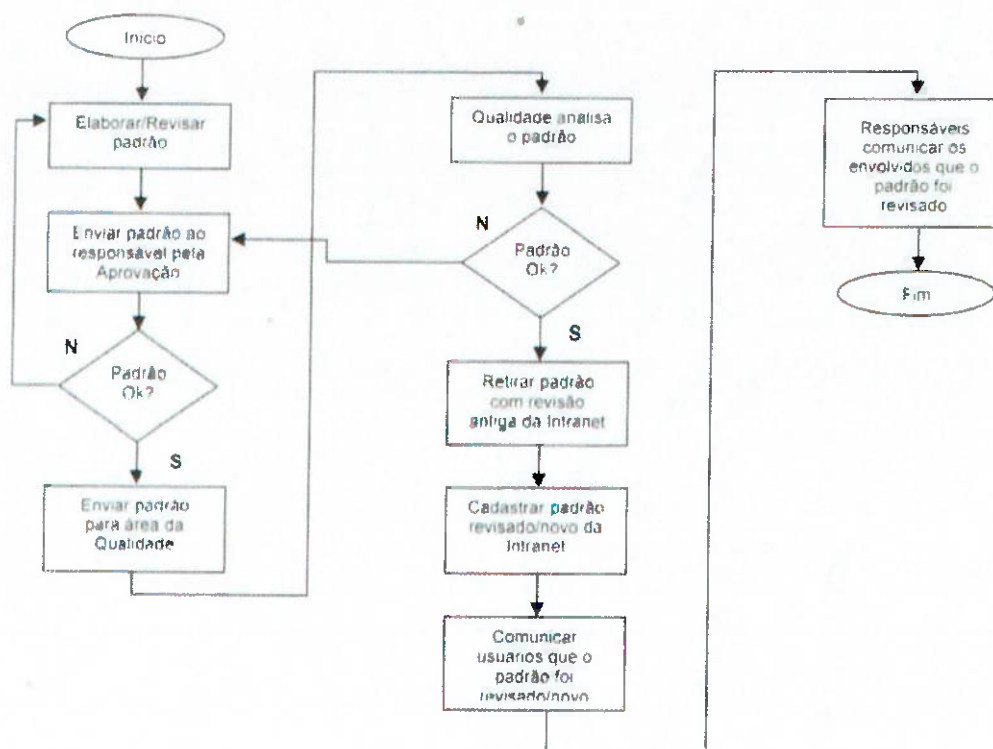 Início
Elaborar/Revisar
padrão
Enviar padrão ao
responsável pela
Aprovação
N
Padrão
Ok?
S
Enviar padrão
para área da
Qualidade
Qualidade analisa
o padrão
N
Padrão
Ok?
S
Retirar padrão
com revisão
antiga da Intranet
Cadastrar padrão
revisado/novo da
Intranet
Comunicar
usuários que o
padrão foi
revisado/novo
Responsáveis
comunicar os
envolvidos que o
padrão foi
revisado
Fim